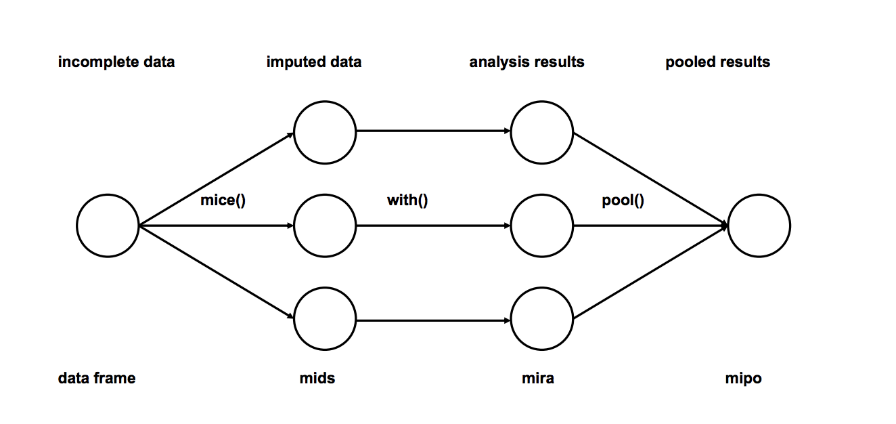 incomplete data
imputed data
analysis results
pooled results
mice()
with()
pool()
data frame
mids
mira
mipo